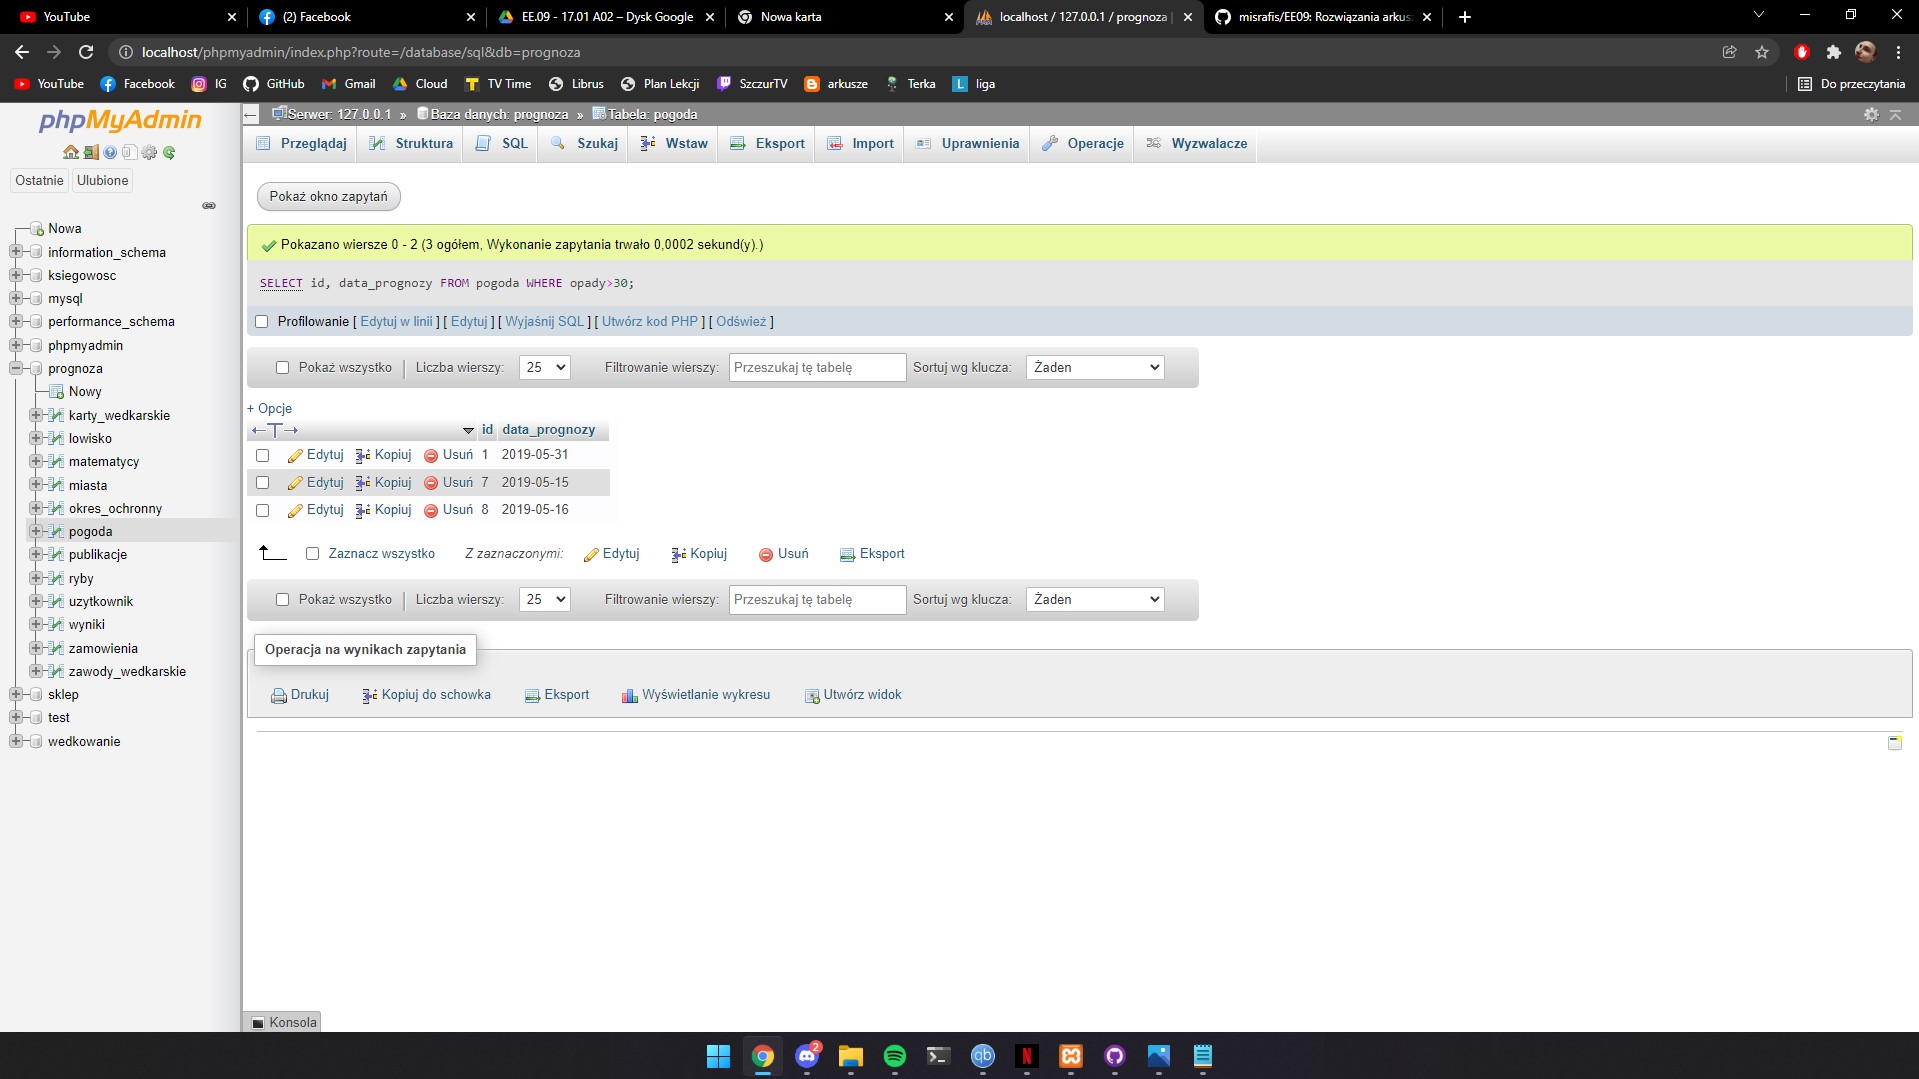 YouTube
(2) Facebook
EE.09 - 17.01 A02 – Dysk Google
Nowa karta
localhost / 127.0.0.1 / prognoza |
misrafis/EE09: Rozwiązania arkus
localhost/phpmyadmin/index.php?route=/database/sql&db=prognoza
YouTube Facebook IG GitHub Gmail Cloud TV Time Librus Plan Lekcji SzczurTV arkusze Terka liga Do przeczytania
phpMyAdmin
Ostatnie Ulubione
Nowa
information_schema
ksiegowosc
mysql
performance_schema
phpmyadmin
prognoza
Nowy
karty_wedkarskie
lowisko
matematycy
miasta
okres_ochronny
pogoda
publikacje
ryby
uzytkownik
wyniki
zamowienia
zawody_wedkarskie
sklep
test
wedkowanie
Serwer: 127.0.0.1 » Baza danych: prognoza » Tabela: pogoda
Przeglądaj Struktura SQL Szukaj Wstaw Eksport Import Uprawnienia Operacje Wyzwalacze
Pokaż okno zapytań
Pokazano wiersze 0 - 2 (3 ogółem, Wykonanie zapytania trwało 0,0002 sekund(y).)
SELECT id, data_prognozy FROM pogoda WHERE opady>30;
Profilowanie [ Edytuj w linii ] [ Edytuj ] [ Wyjaśnij SQL ] [ Utwórz kod PHP ] [ Odśwież ]
Pokaż wszystko | Liczba wierszy: 25 Filtrowanie wierszy: Przeszukaj tę tabelę Sortuj wg klucza: Żaden
+ Opcje
←T→ id data_prognozy
Edytuj Kopiuj Usuń 1 2019-05-31
Edytuj Kopiuj Usuń 7 2019-05-15
Edytuj Kopiuj Usuń 8 2019-05-16
Zaznacz wszystko Z zaznaczonymi: Edytuj Kopiuj Usuń Eksport
Pokaż wszystko | Liczba wierszy: 25 Filtrowanie wierszy: Przeszukaj tę tabelę Sortuj wg klucza: Żaden
Operacja na wynikach zapytania
Drukuj Kopiuj do schowka Eksport Wyświetlanie wykresu Utwórz widok
Konsola
2
qb
N